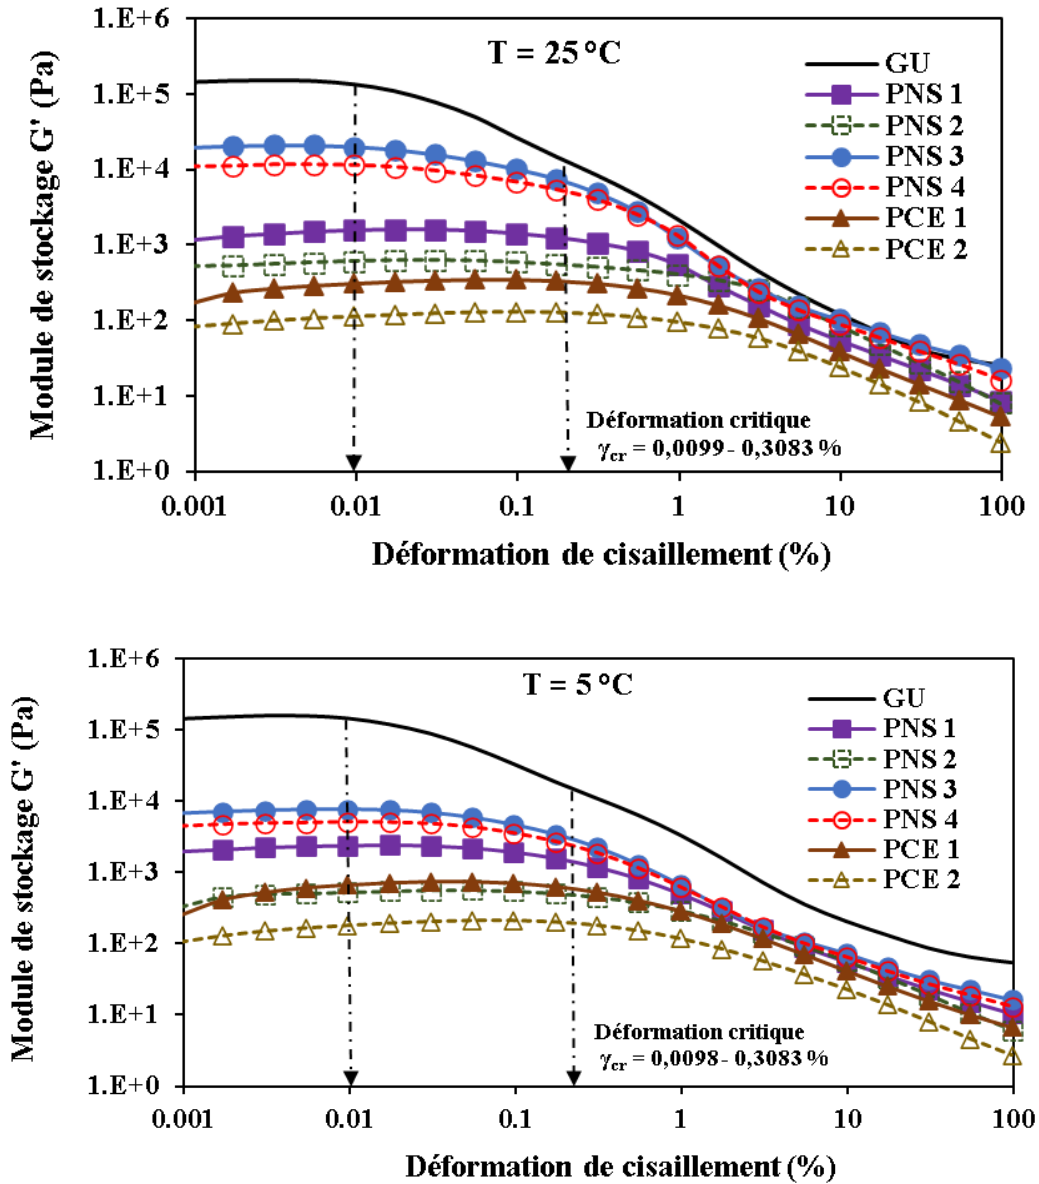 T = 25 °C
Module de stockage G' (Pa)
1.E+6
1.E+5
1.E+4
1.E+3
1.E+2
1.E+1
1.E+0
GU
PNS 1
PNS 2
PNS 3
PNS 4
PCE 1
PCE 2
Déformation critique
γcr = 0,0099 - 0,3083 %
0.001 0.01 0.1 1 10 100
Déformation de cisaillement (%)
T = 5 °C
Module de stockage G' (Pa)
1.E+6
1.E+5
1.E+4
1.E+3
1.E+2
1.E+1
1.E+0
GU
PNS 1
PNS 2
PNS 3
PNS 4
PCE 1
PCE 2
Déformation critique
γcr = 0,0098 - 0,3083 %
0.001 0.01 0.1 1 10 100
Déformation de cisaillement (%)